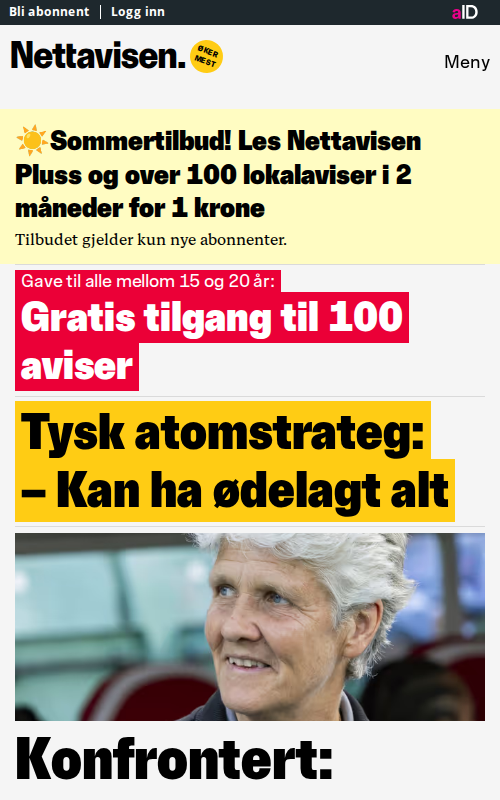 Bli abonnent | Logg inn
aID
Nettavisen.
ØKER
MEST
Meny
Sommertilbud! Les Nettavisen
Pluss og over 100 lokalaviser i 2
måneder for 1 krone
Tilbudet gjelder kun nye abonnenter.
Gave til alle mellom 15 og 20 år:
Gratis tilgang til 100
aviser
Tysk atomstrateg:
– Kan ha ødelagt alt
Konfrontert: